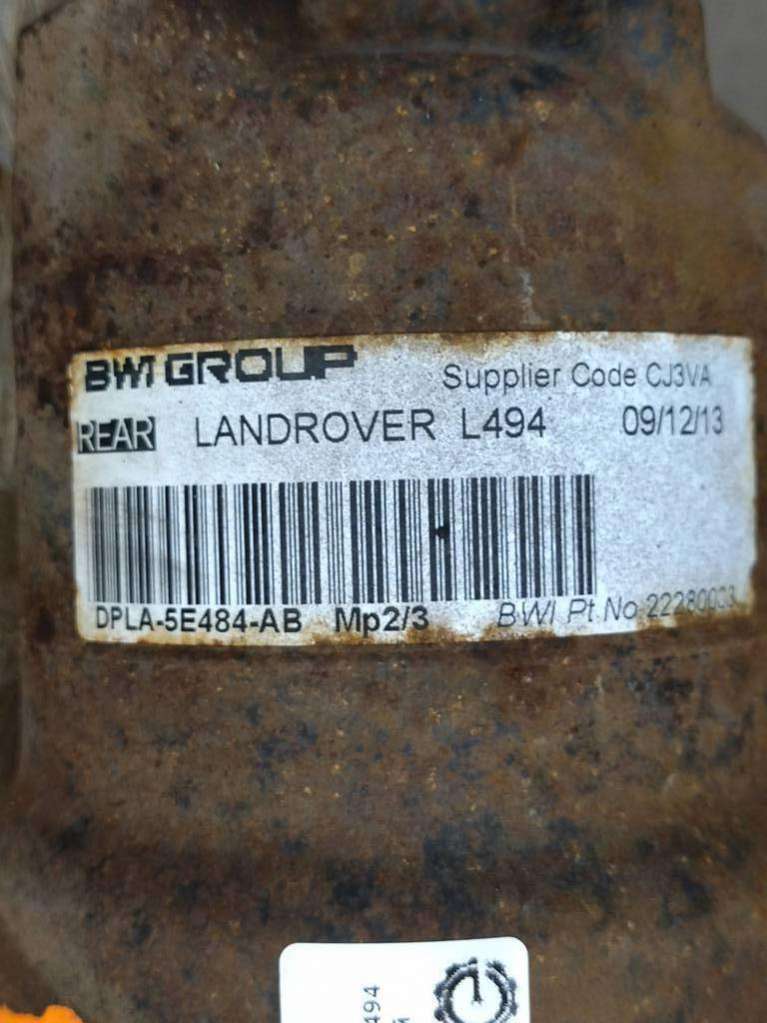 BWI GROUP
Supplier Code CJ3VA
REAR LANDROVER L494 09/12/13
DPLA-5E484-AB Mp2/3 BWI Pt No 22280003
494